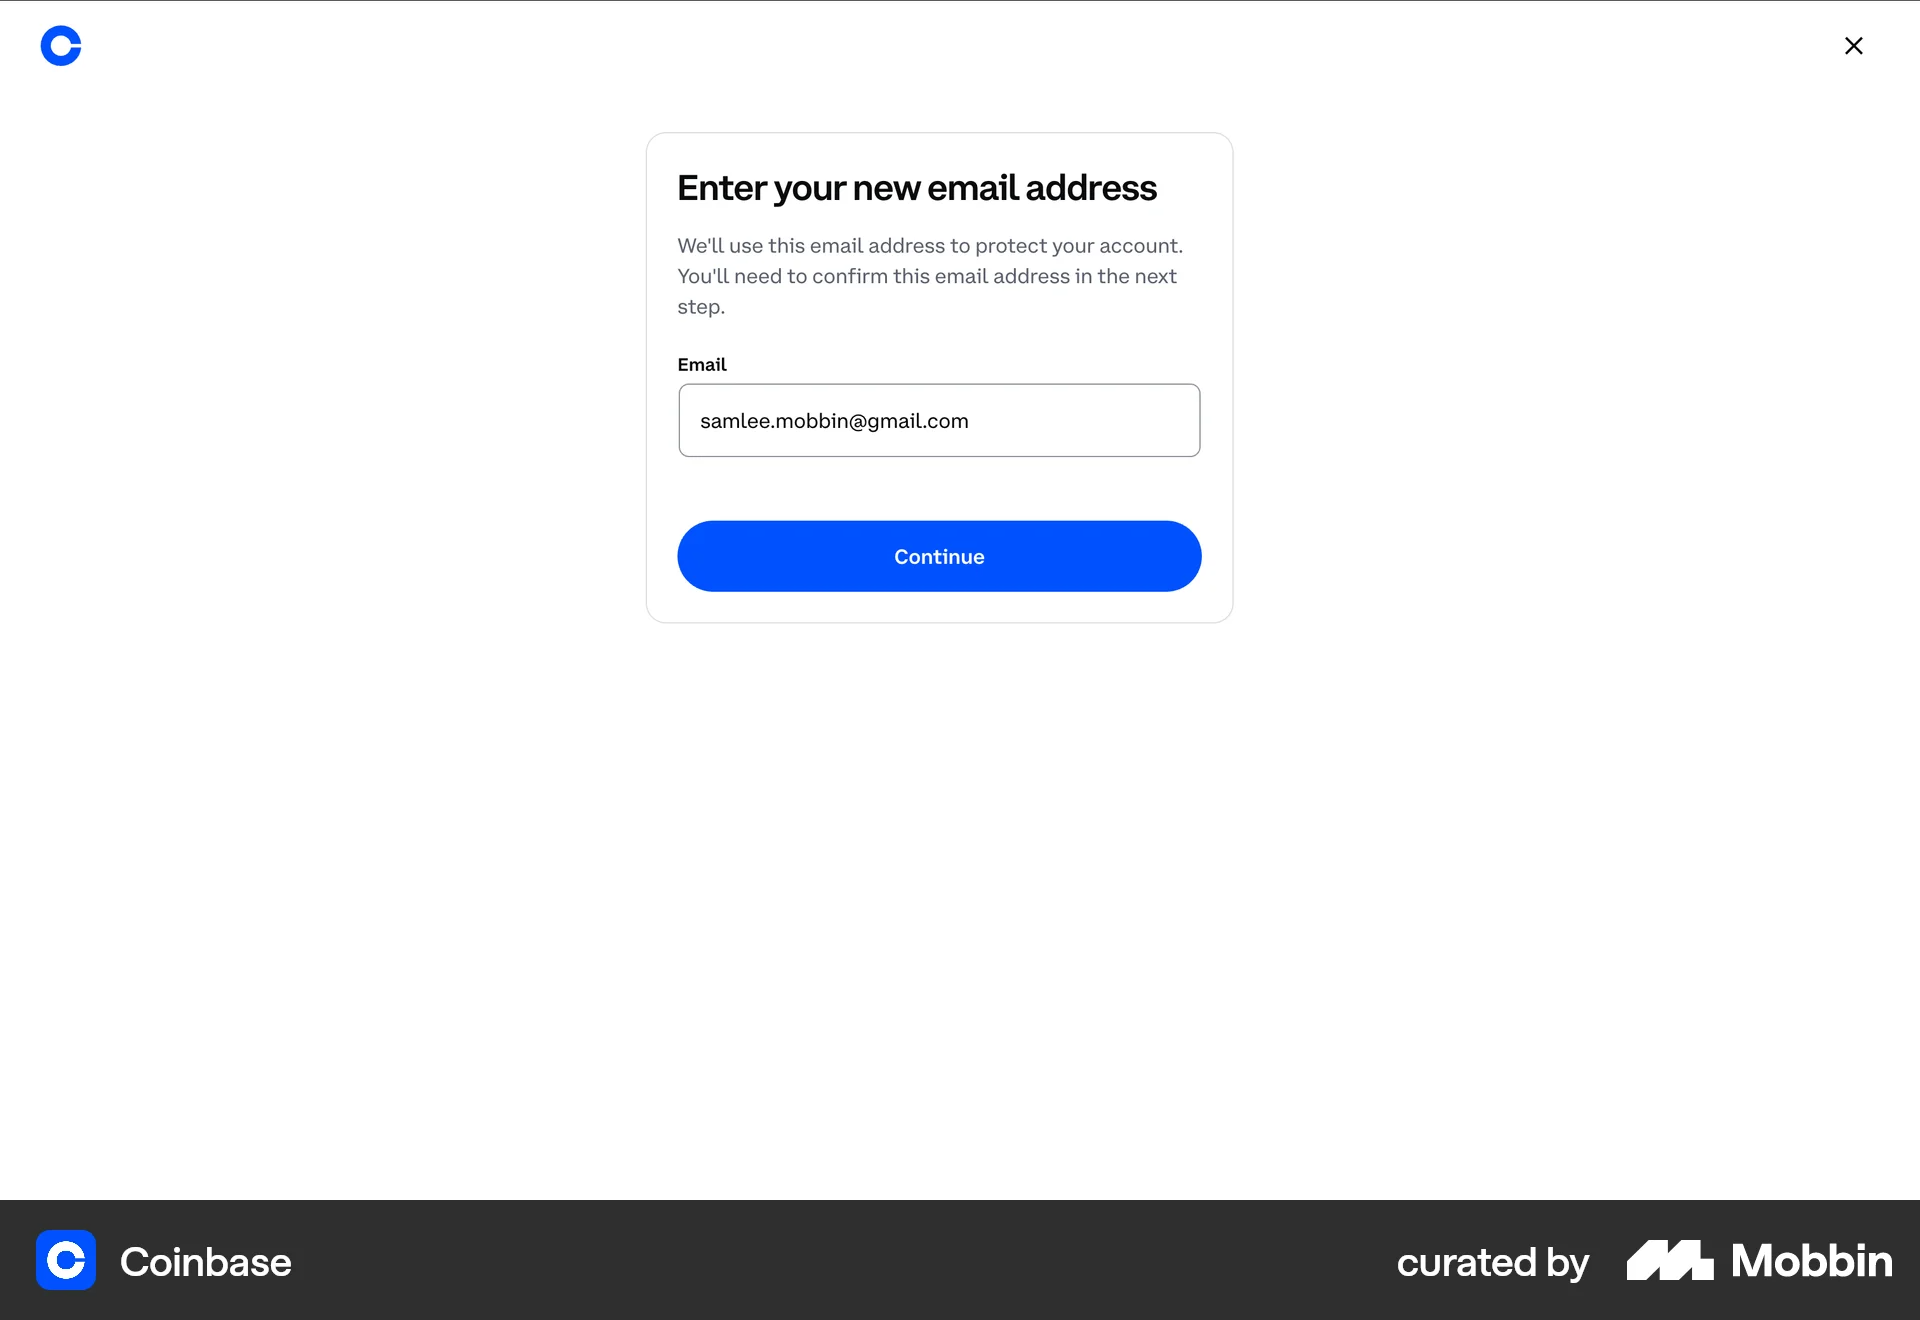 Enter your new email address
We'll use this email address to protect your account.
You'll need to confirm this email address in the next
step.
Email
samlee.mobbin@gmail.com
Continue
Coinbase
curated by Mobbin